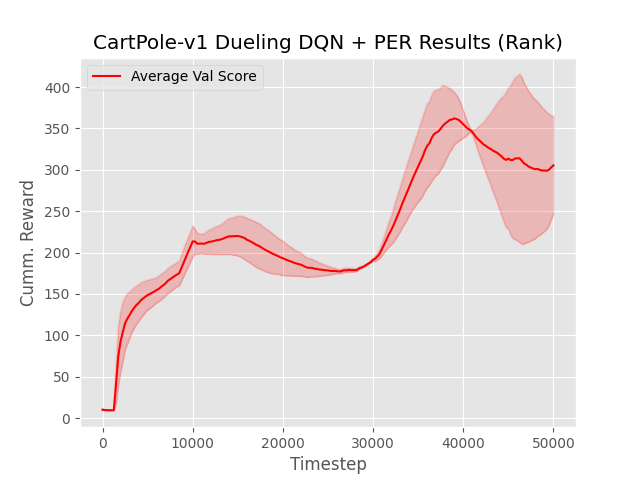 CartPole-v1 Dueling DQN + PER Results (Rank)
Average Val Score
Cumm. Reward
400
350
300
250
200
150
100
50
0
0 10000 20000 30000 40000 50000
Timestep